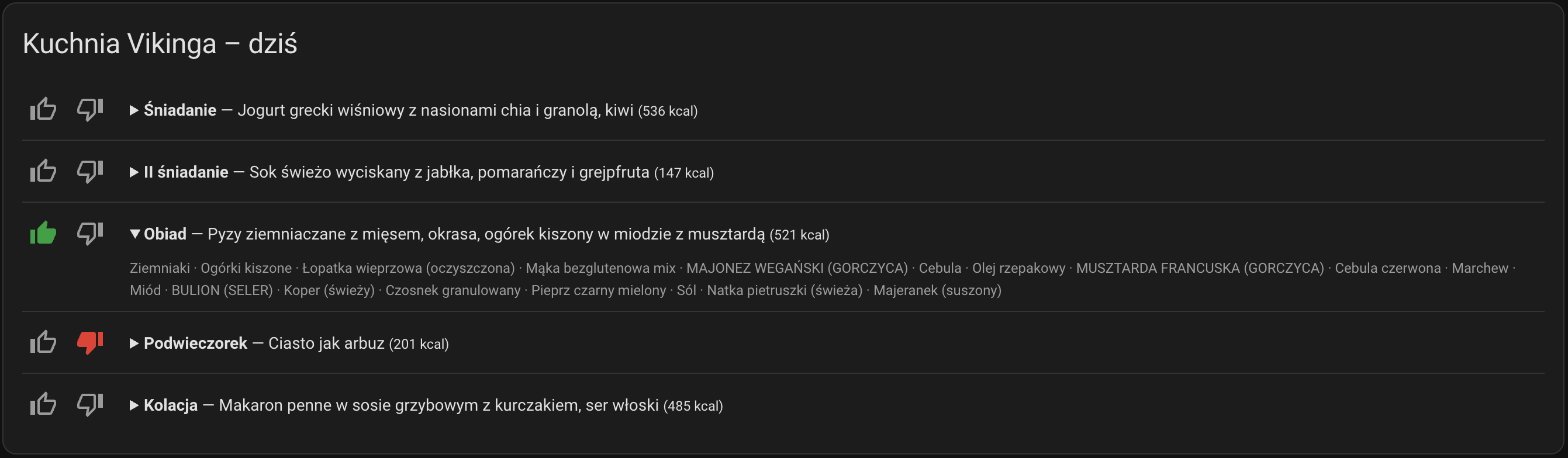 Kuchnia Vikinga – dziś
Śniadanie — Jogurt grecki wiśniowy z nasionami chia i granolą, kiwi (536 kcal)
II śniadanie — Sok świeżo wyciskany z jabłka, pomarańczy i grejpfruta (147 kcal)
Obiad — Pyzy ziemniaczane z mięsem, okrasa, ogórek kiszony w miodzie z musztardą (521 kcal)
Ziemniaki · Ogórki kiszone · Łopatka wieprzowa (oczyszczona) · Mąka bezglutenowa mix · MAJONEZ WEGAŃSKI (GORCZYCA) · Cebula · Olej rzepakowy · MUSZTARDA FRANCUSKA (GORCZYCA) · Cebula czerwona · Marchew ·
Miód · BULION (SELER) · Koper (świeży) · Czosnek granulowany · Pieprz czarny mielony · Sól · Natka pietruszki (świeża) · Majeranek (suszony)
Podwieczorek — Ciasto jak arbuz (201 kcal)
Kolacja — Makaron penne w sosie grzybowym z kurczakiem, ser włoski (485 kcal)